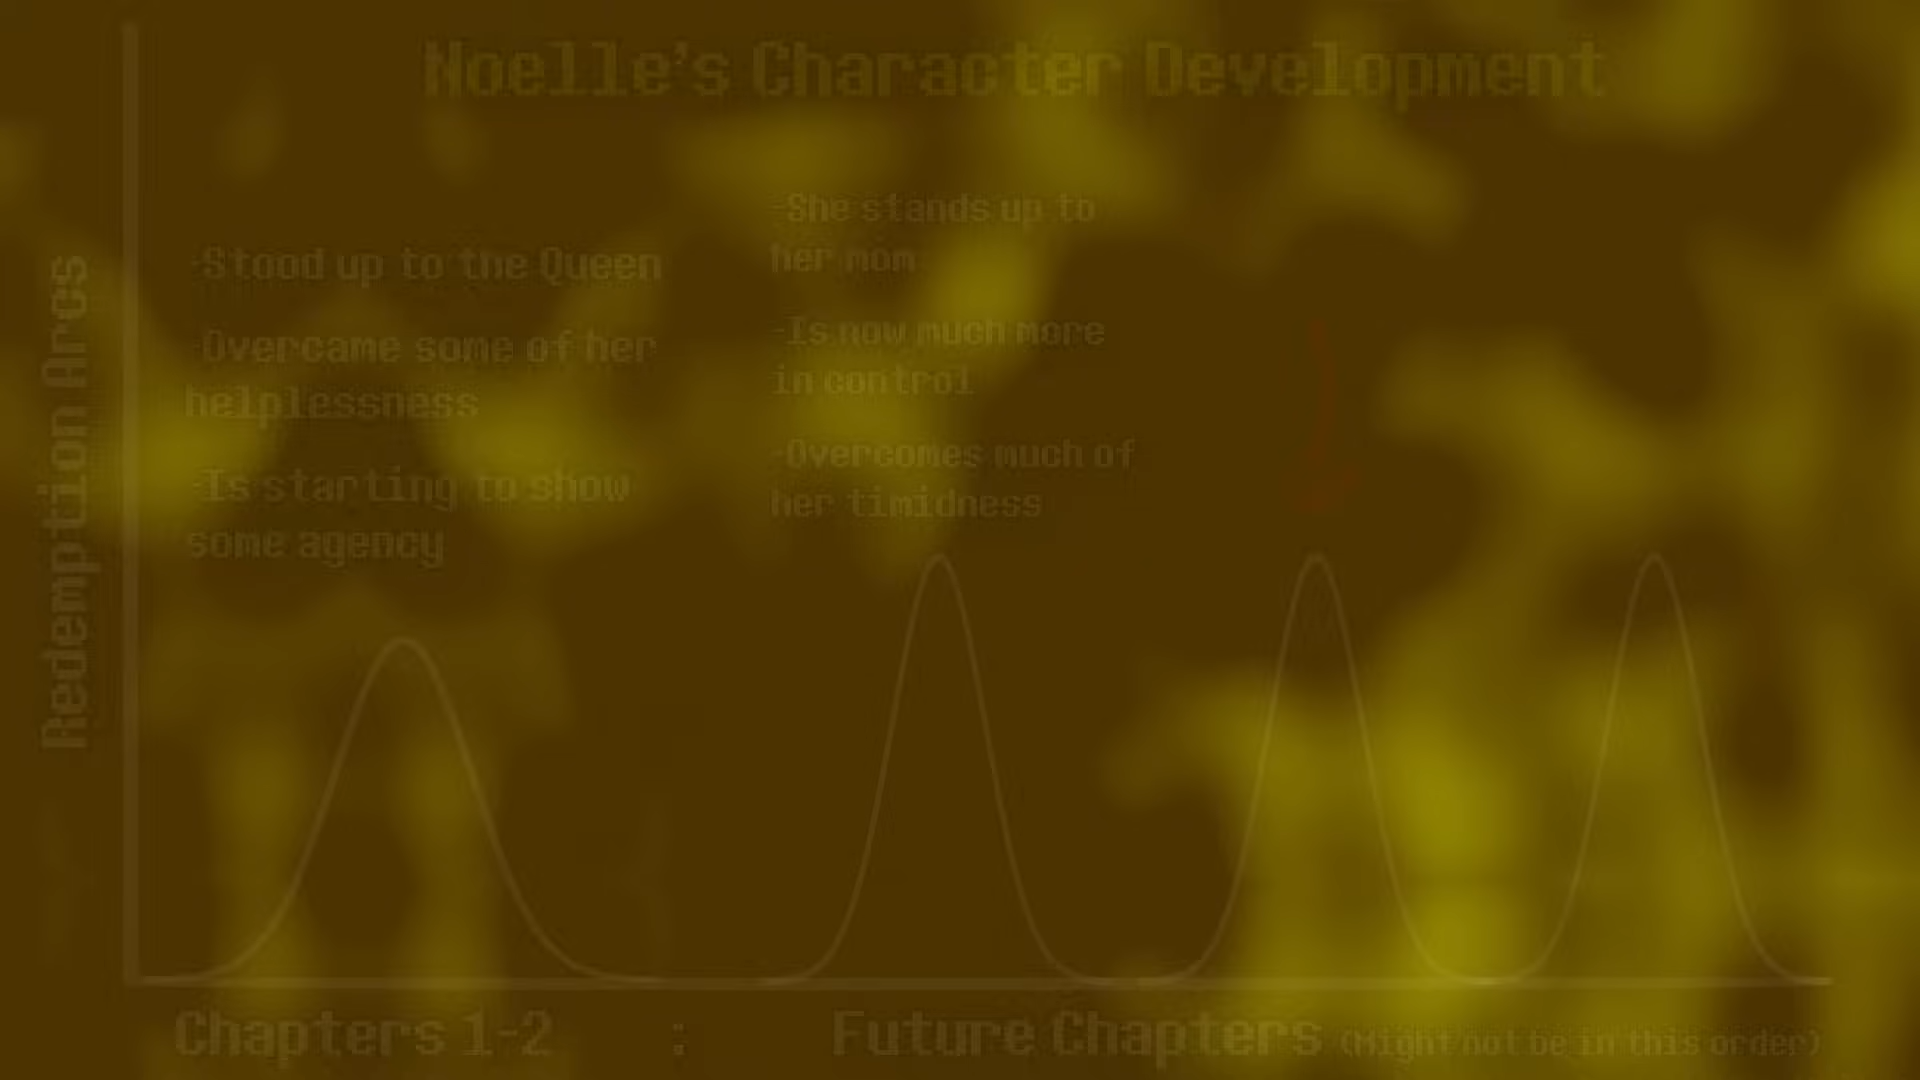 Noelle's Character Development
Redemption Arcs
-Stood up to the Queen
-Overcame some of her
helplessness
-Is starting to show
some agency
-She stands up to
her mom
-Is now much more
in control
-Overcomes much of
her timidness
Chapters 1-2 : Future Chapters (Might not be in this order)